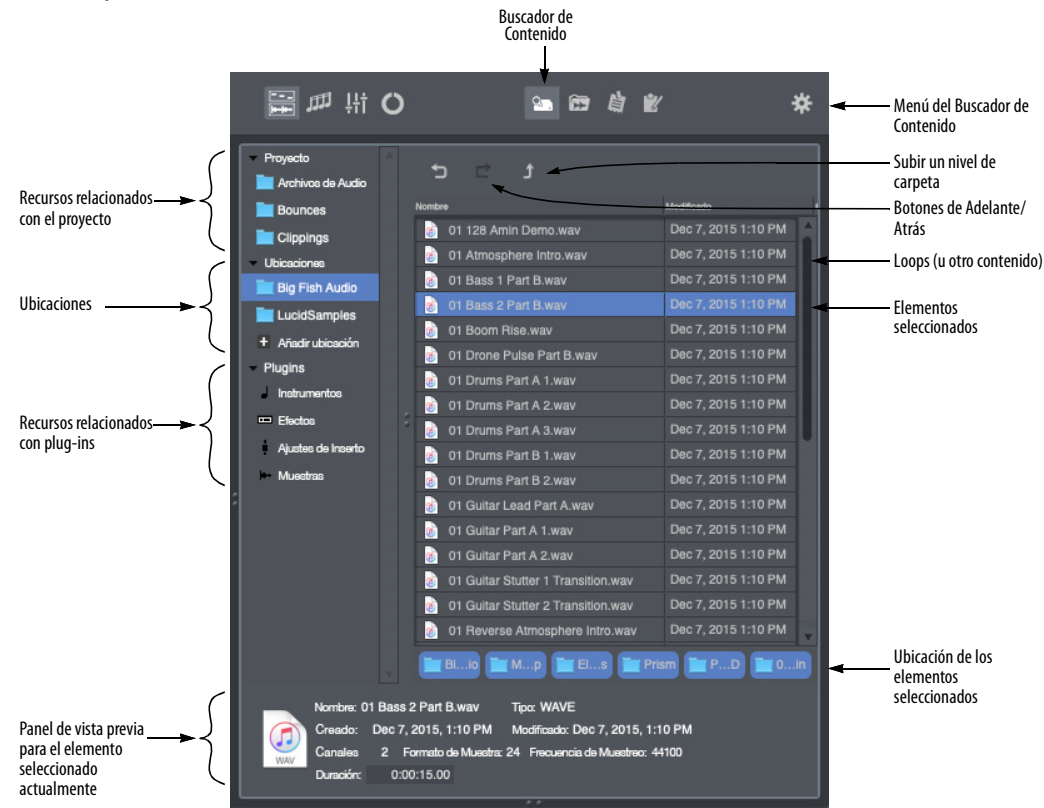 Buscador de
Contenido
Menú del Buscador de
Contenido
Subir un nivel de
carpeta
Botones de Adelante/
Atrás
Loops (u otro contenido)
Elementos
seleccionados
Ubicación de los
elementos
seleccionados
Recursos relacionados
con el proyecto
Ubicaciones
Recursos relacionados
con plug-ins
Panel de vista previa
para el elemento
seleccionado
actualmente
Proyecto
Archivos de Audio
Bounces
Clippings
Ubicaciones
Big Fish Audio
LucidSamples
Añadir ubicación
Plugins
Instrumentos
Efectos
Ajustes de Inserto
Muestras
Nombre Modificado
01 128 Amin Demo.wav Dec 7, 2015 1:10 PM
01 Atmosphere Intro.wav Dec 7, 2015 1:10 PM
01 Bass 1 Part B.wav Dec 7, 2015 1:10 PM
01 Bass 2 Part B.wav Dec 7, 2015 1:10 PM
01 Boom Rise.wav Dec 7, 2015 1:10 PM
01 Drone Pulse Part B.wav Dec 7, 2015 1:10 PM
01 Drums Part A 1.wav Dec 7, 2015 1:10 PM
01 Drums Part A 2.wav Dec 7, 2015 1:10 PM
01 Drums Part A 3.wav Dec 7, 2015 1:10 PM
01 Drums Part B 1.wav Dec 7, 2015 1:10 PM
01 Drums Part B 2.wav Dec 7, 2015 1:10 PM
01 Guitar Lead Part A.wav Dec 7, 2015 1:10 PM
01 Guitar Part A 1.wav Dec 7, 2015 1:10 PM
01 Guitar Part A 2.wav Dec 7, 2015 1:10 PM
01 Guitar Stutter 1 Transition.wav Dec 7, 2015 1:10 PM
01 Guitar Stutter 2 Transition.wav Dec 7, 2015 1:10 PM
01 Reverse Atmosphere Intro.wav Dec 7, 2015 1:10 PM
Bi...io M...p El...s Prism P...D 0...in
Nombre: 01 Bass 2 Part B.wav Tipo: WAVE
Creado: Dec 7, 2015, 1:10 PM Modificado: Dec 7, 2015, 1:10 PM
Canales 2 Formato de Muestra: 24 Frecuencia de Muestreo: 44100
Duración: 0:00:15.00
WAV